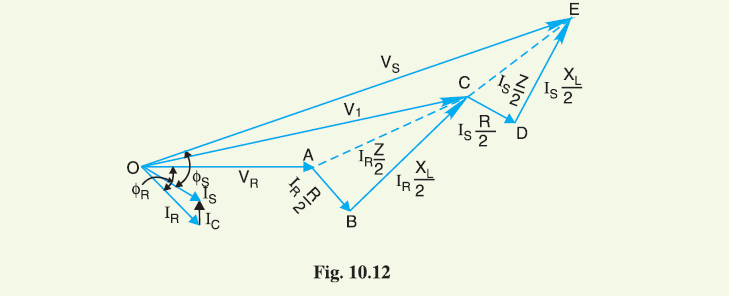 E
V_S
I_S Z/2
X_L/2
I_S
C
V_1
I_S R/2
D
A
I_R Z/2
I_R X_L/2
O
V_R
I_R R/2
B
ϕ_S
ϕ_R
I_S
I_R
I_C
Fig. 10.12